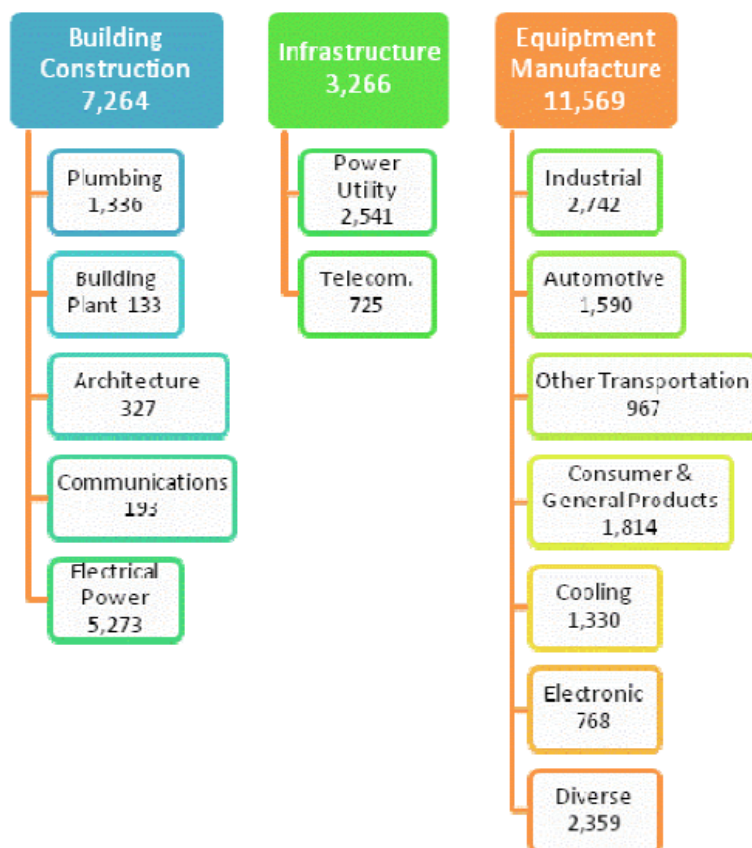 Building
Construction
7,264
Plumbing
1,336
Building
Plant 133
Architecture
327
Communications
193
Electrical
Power
5,273
Infrastructure
3,266
Power
Utility
2,541
Telecom.
725
Equiptment
Manufacture
11,569
Industrial
2,742
Automotive
1,590
Other Transportation
967
Consumer &
General Products
1,814
Cooling
1,330
Electronic
768
Diverse
2,359